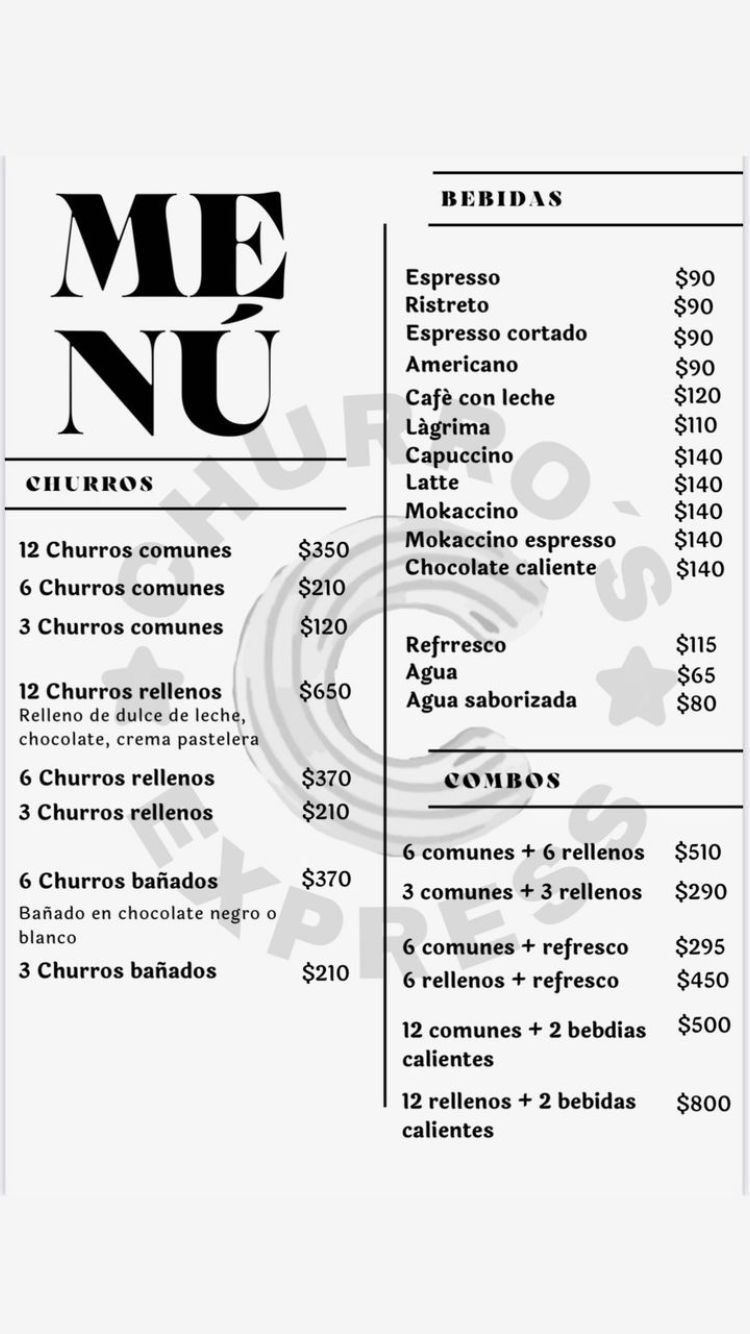 ME
NÚ
CHURROS
12 Churros comunes $350
6 Churros comunes $210
3 Churros comunes $120
12 Churros rellenos $650
Relleno de dulce de leche,
chocolate, crema pastelera
6 Churros rellenos $370
3 Churros rellenos $210
6 Churros bañados $370
Bañado en chocolate negro o
blanco
3 Churros bañados $210
BEBIDAS
Espresso $90
Ristreto $90
Espresso cortado $90
Americano $90
Cafè con leche $120
Làgrima $110
Capuccino $140
Latte $140
Mokaccino $140
Mokaccino espresso $140
Chocolate caliente $140
Refrresco $115
Agua $65
Agua saborizada $80
COMBOS
6 comunes + 6 rellenos $510
3 comunes + 3 rellenos $290
6 comunes + refresco $295
6 rellenos + refresco $450
12 comunes + 2 bebdias $500
calientes
12 rellenos + 2 bebidas $800
calientes
CHURRO´S
EXPRESS